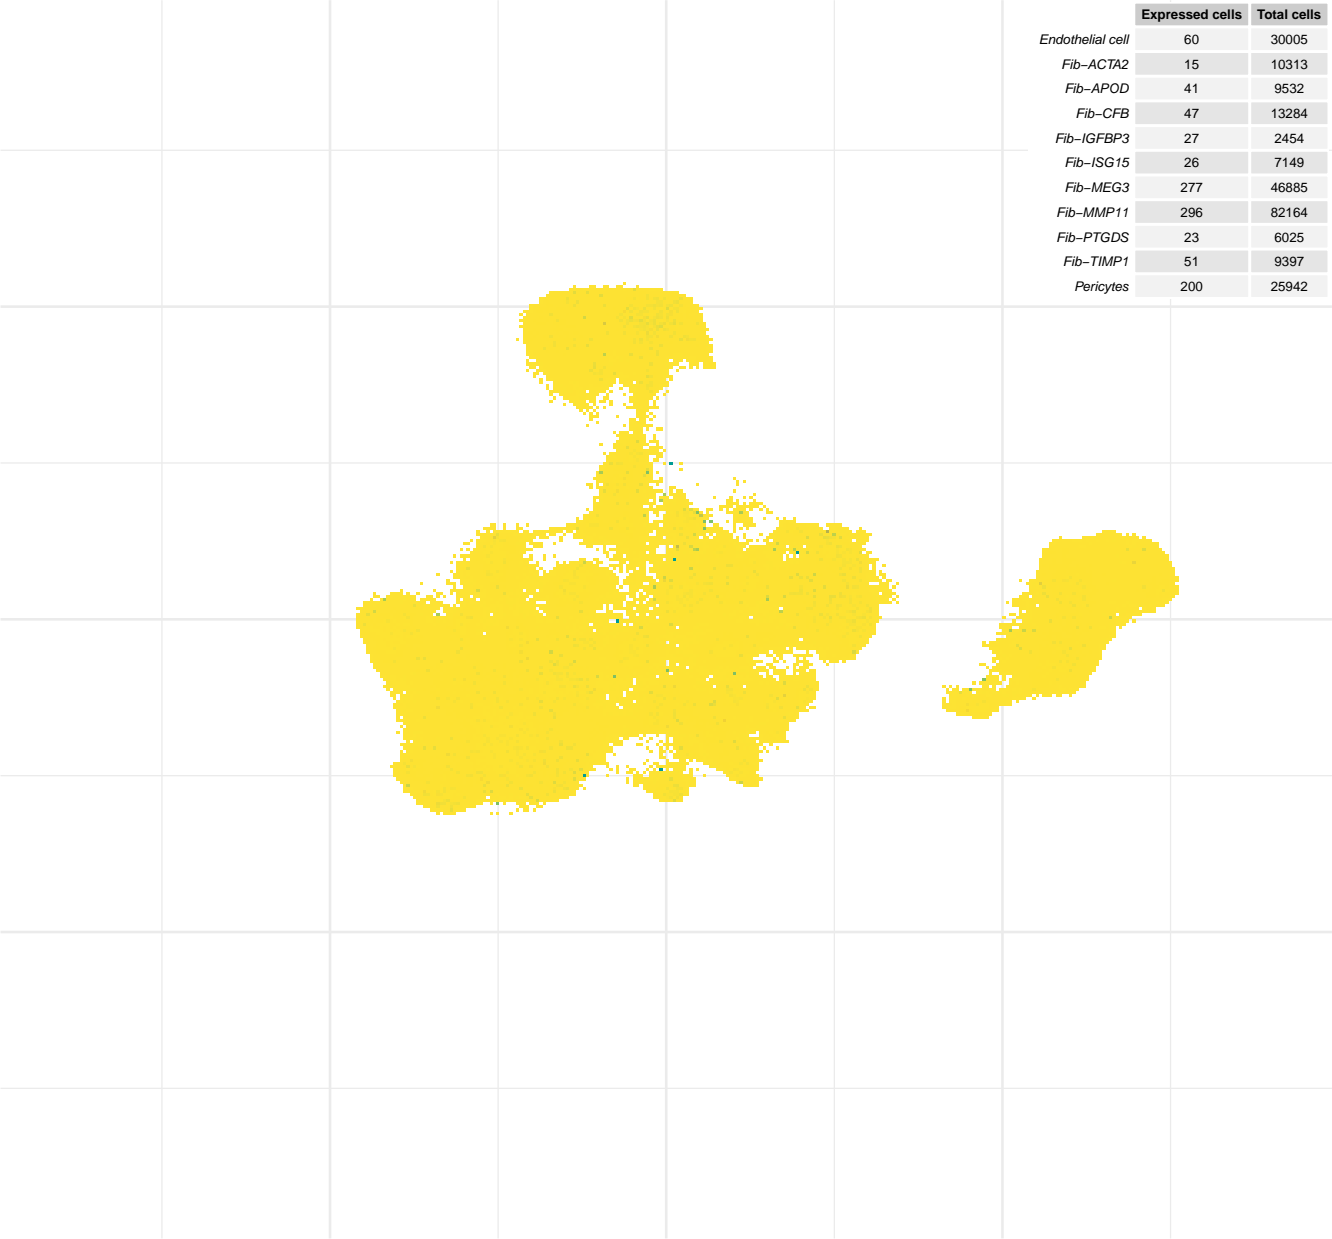 Expressed cells Total cells
Endothelial cell 60 30005
Fib−ACTA2 15 10313
Fib−APOD 41 9532
Fib−CFB 47 13284
Fib−IGFBP3 27 2454
Fib−ISG15 26 7149
Fib−MEG3 277 46885
Fib−MMP11 296 82164
Fib−PTGDS 23 6025
Fib−TIMP1 51 9397
Pericytes 200 25942